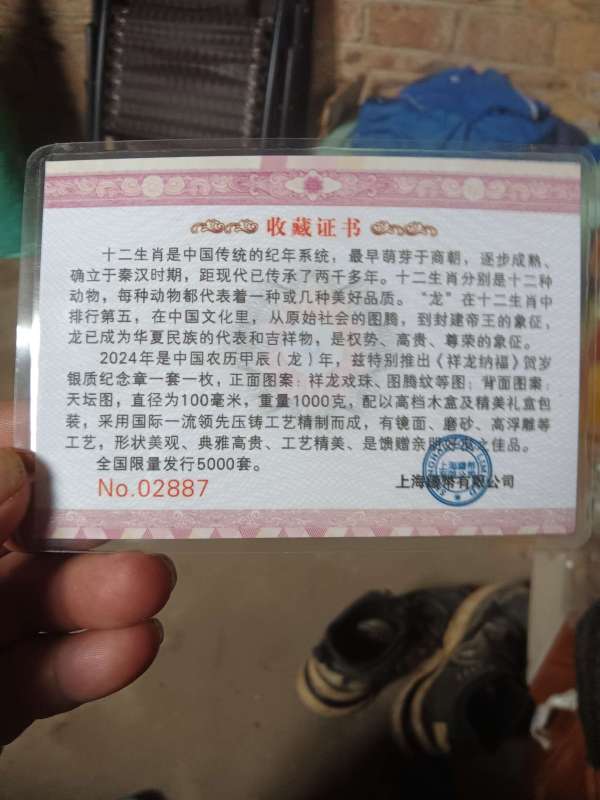 收藏证书
十二生肖是中国传统的纪年系统，最早萌芽于商朝，逐步成熟、
确立于秦汉时期，距现代已传承了两千多年。十二生肖分别是十二种
动物，每种动物都代表着一种或几种美好品质。“龙”在十二生肖中
排行第五，在中国文化里，从原始社会的图腾，到封建帝王的象征，
龙已成为华夏民族的代表和吉祥物，是权势、高贵、尊荣的象征。
2024年是中国农历甲辰（龙）年，兹特别推出《祥龙纳福》贺岁
银质纪念章一套一枚，正面图案：祥龙戏珠、图腾纹等图；背面图案：
天坛图，直径为100毫米，重量1000克，配以高档木盒及精美礼盒包
装，采用国际一流领先压铸工艺精制而成，有镜面、磨砂、高浮雕等
工艺，形状美观、典雅高贵、工艺精美、是馈赠亲朋好友之佳品。
全国限量发行5000套。
No.02887
上海 币有限公司